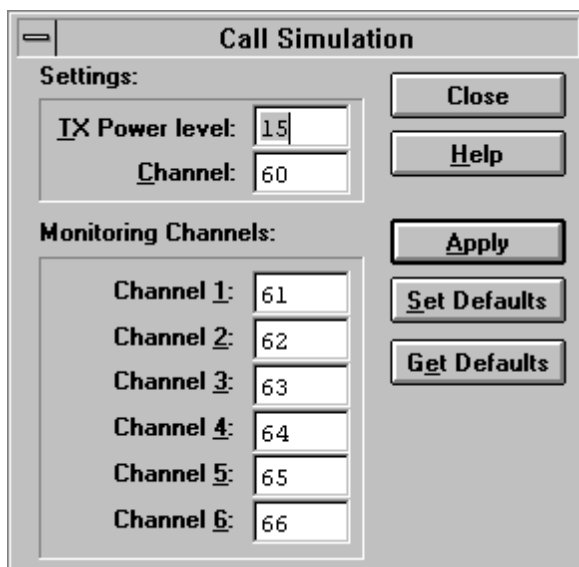 Call Simulation
Settings:
TX Power level: 15
Channel: 60
Monitoring Channels:
Channel 1: 61
Channel 2: 62
Channel 3: 63
Channel 4: 64
Channel 5: 65
Channel 6: 66
Close
Help
Apply
Set Defaults
Get Defaults